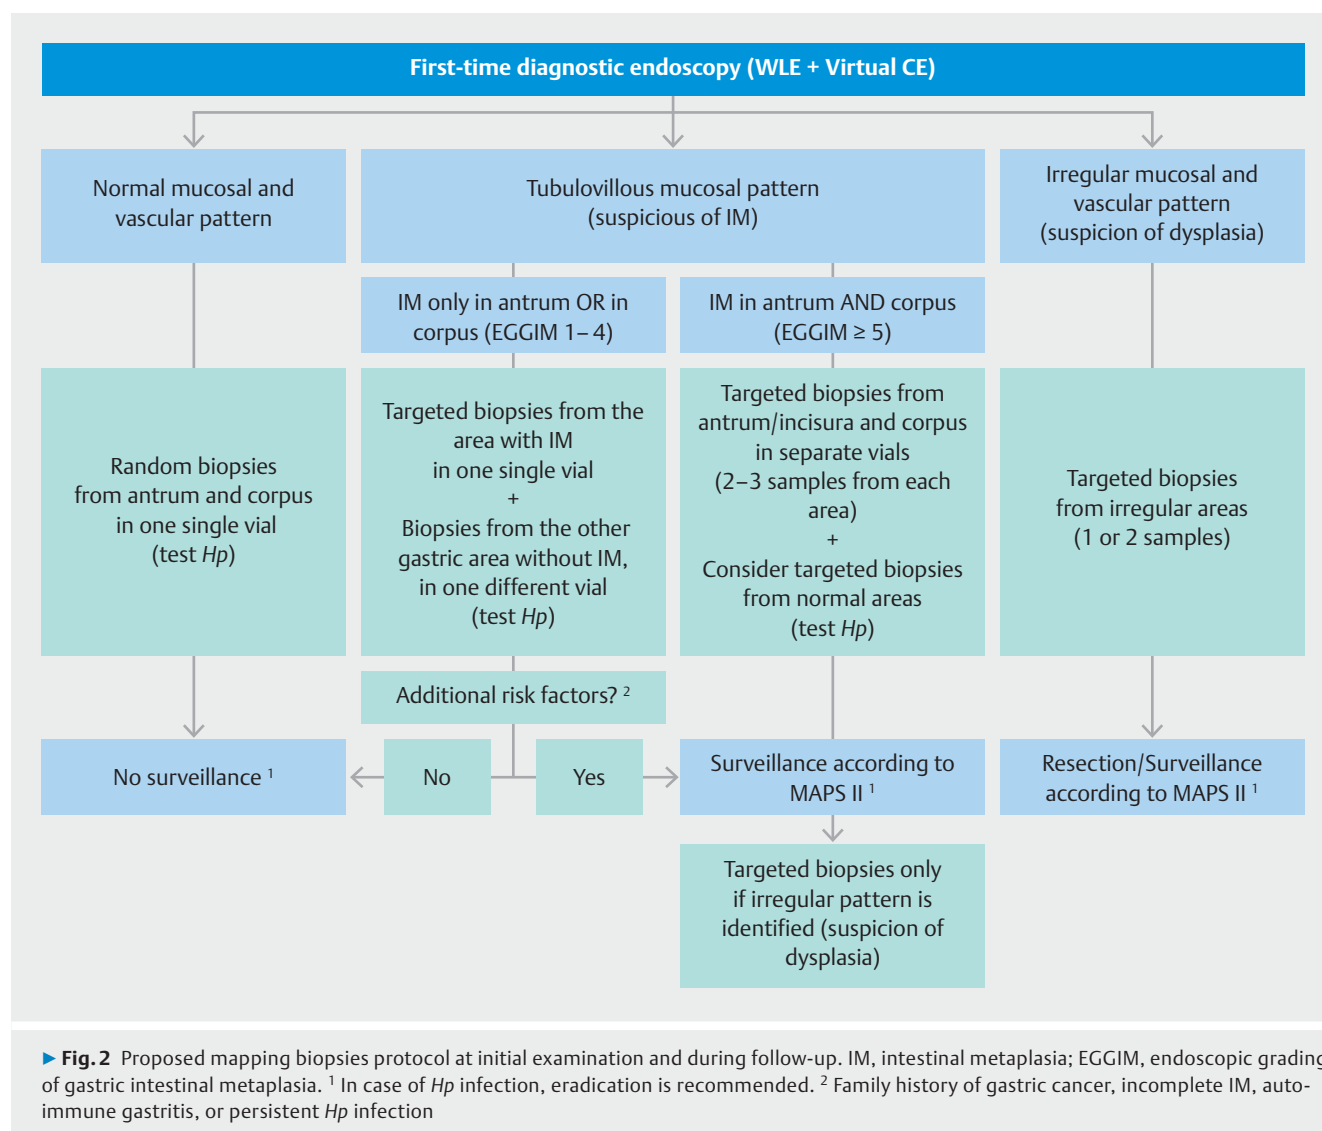 First-time diagnostic endoscopy (WLE + Virtual CE)
Normal mucosal and
vascular pattern
Tubulovillous mucosal pattern
(suspicious of IM)
Irregular mucosal and
vascular pattern
(suspicion of dysplasia)
IM only in antrum OR in
corpus (EGGIM 1–4)
IM in antrum AND corpus
(EGGIM ≥ 5)
Random biopsies
from antrum and corpus
in one single vial
(test Hp)
Targeted biopsies from the
area with IM
in one single vial
+
Biopsies from the other
gastric area without IM,
in one different vial
(test Hp)
Targeted biopsies from
antrum/incisura and corpus
in separate vials
(2–3 samples from each
area)
+
Consider targeted biopsies
from normal areas
(test Hp)
Targeted biopsies
from irregular areas
(1 or 2 samples)
Additional risk factors? 2
No surveillance 1
No
Yes
Surveillance according to
MAPS II 1
Resection/Surveillance
according to MAPS II 1
Targeted biopsies only
if irregular pattern is
identified (suspicion of
dysplasia)
▶ Fig. 2 Proposed mapping biopsies protocol at initial examination and during follow-up. IM, intestinal metaplasia; EGGIM, endoscopic grading
of gastric intestinal metaplasia. 1 In case of Hp infection, eradication is recommended. 2 Family history of gastric cancer, incomplete IM, auto-
immune gastritis, or persistent Hp infection